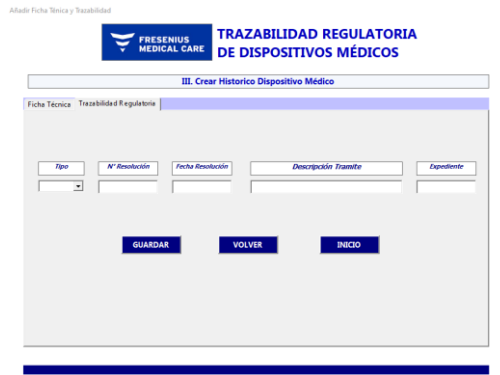 Añadir Ficha Ténica y Trazabilidad
FRESENIUS
MEDICAL CARE
TRAZABILIDAD REGULATORIA
DE DISPOSITIVOS MÉDICOS
III. Crear Historico Dispositivo Médico
Ficha Técnica Trazabilidad Regulatoria
Tipo N° Resolución Fecha Resolución Descripción Tramite Expediente
GUARDAR VOLVER INICIO